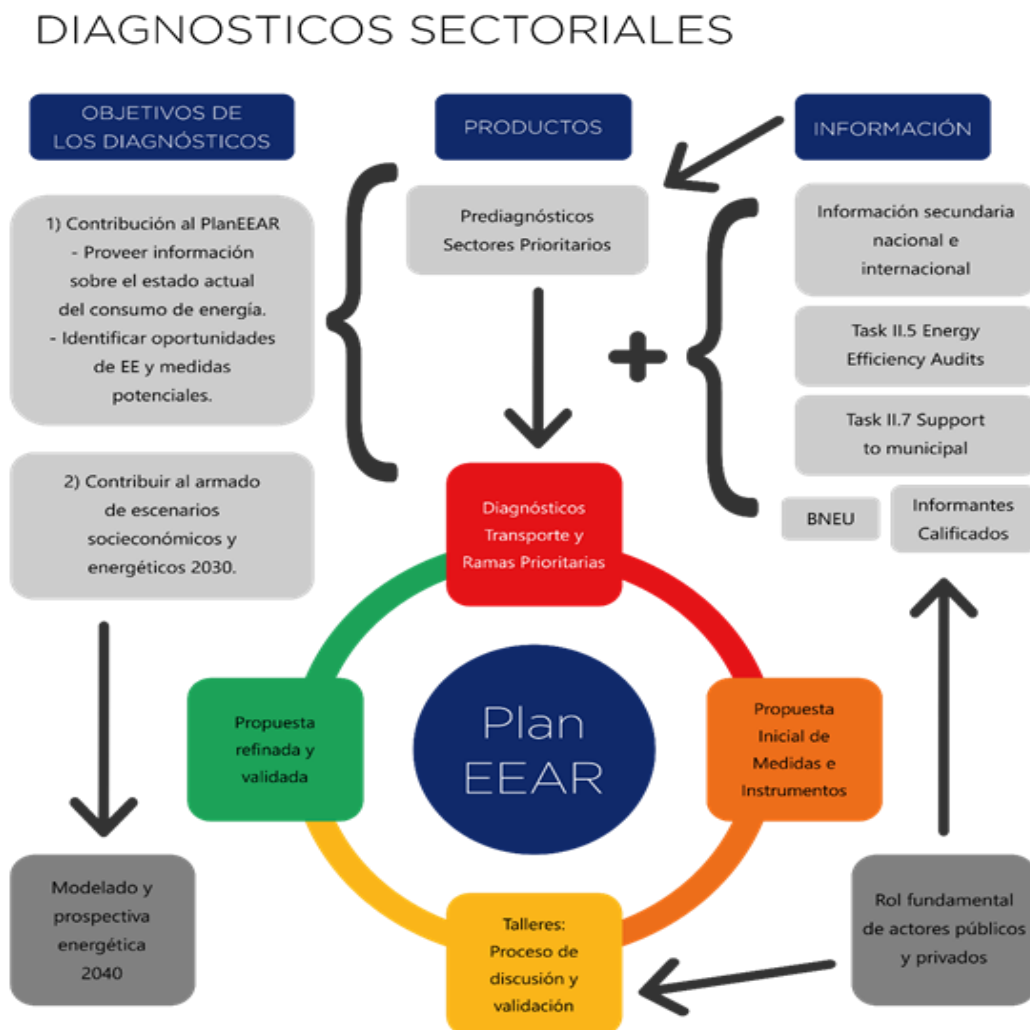 DIAGNOSTICOS SECTORIALES
OBJETIVOS DE
LOS DIAGNÓSTICOS
1) Contribución al PlanEEAR
- Proveer información
sobre el estado actual
del consumo de energía.
- Identificar oportunidades
de EE y medidas
potenciales.
2) Contribuir al armado
de escenarios
socieconómicos y
energéticos 2030.
Modelado y
prospectiva
energética
2040
PRODUCTOS
Prediagnósticos
Sectores Prioritarios
Diagnósticos
Transporte y
Ramas Prioritarias
Propuesta
Inicial de
Medidas e
Instrumentos
Talleres:
Proceso de
discusión y
validación
Propuesta
refinada y
validada
Plan
EEAR
+
INFORMACIÓN
Información secundaria
nacional e
internacional
Task II.5 Energy
Efficiency Audits
Task II.7 Support
to municipal
BNEU
Informantes
Calificados
Rol fundamental
de actores públicos
y privados